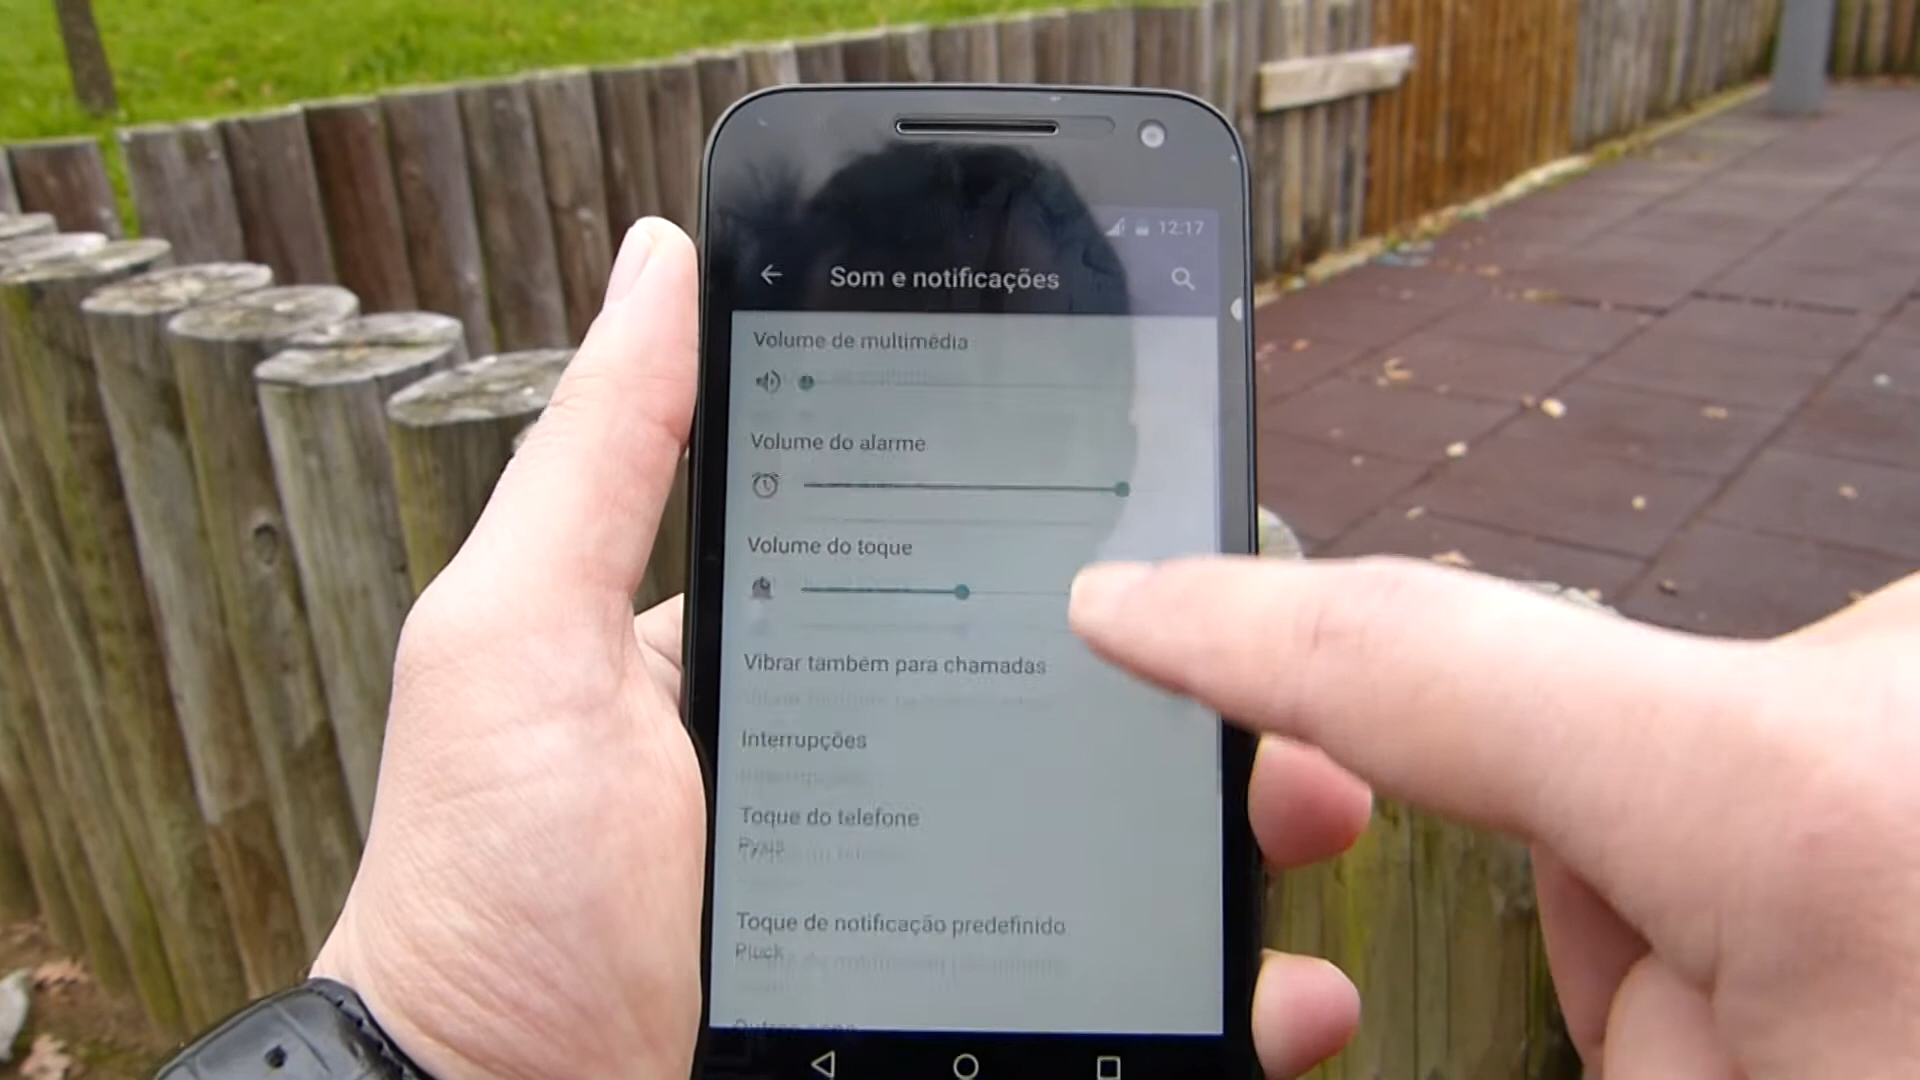 12:17
Som e notificações
Volume de multimédia
Volume do alarme
Volume do toque
Vibrar também para chamadas
Interrupções
Toque do telefone
Toque de notificação predefinido
Pluck